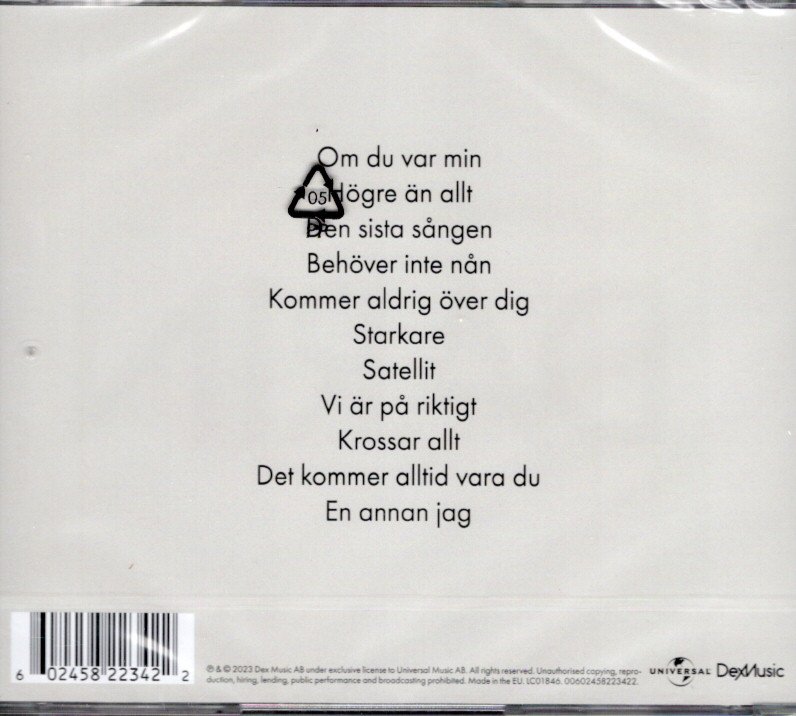 Om du var min
05
Högre än allt
PS
Den sista sången
Behöver inte nån
Kommer aldrig över dig
Starkare
Satellit
Vi är på riktigt
Krossar allt
Det kommer alltid vara du
En annan jag
6 02458 22342 2
℗ & © 2023 Dex Music AB under exclusive license to Universal Music AB. All rights reserved. Unauthorised copying, repro-
duction, hiring, lending, public performance and broadcasting prohibited. Made in the EU. LC01846. 00602458223422.
UNIVERSAL
DexMusic